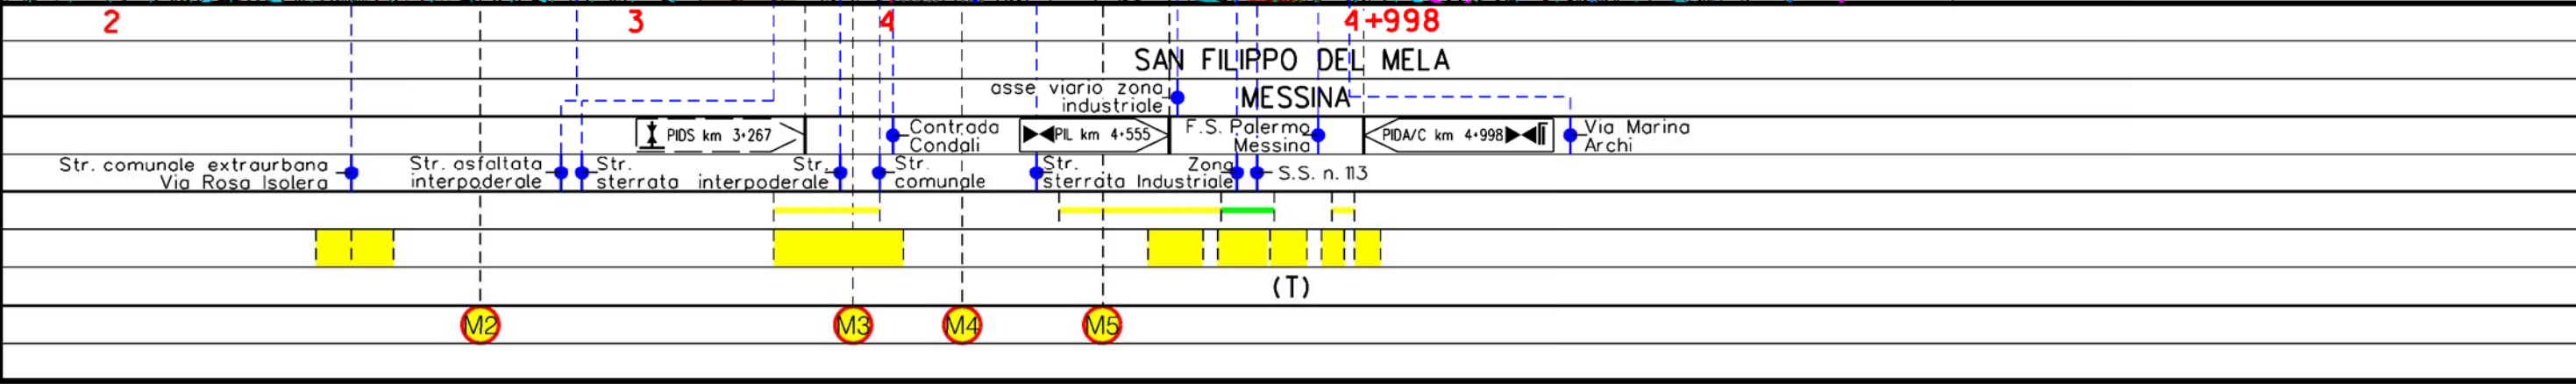 2 3 4 4+998
SAN FILIPPO DEL MELA
asse viario zona
industriale
MESSINA
PIDS km 3+267
Contrada
Condali
PIL km 4+555
F.S. Palermo
Messina
PIDA/C km 4+998
Via Marina
Archi
Str. comunale extraurbana
Via Rosa Isolera
Str. asfaltata
interpoderale
Str.
sterrata
Str.
interpoderale
Str.
comunale
Str.
sterrata
Zona
Industriale
S.S. n. 113
(T)
M2 M3 M4 M5